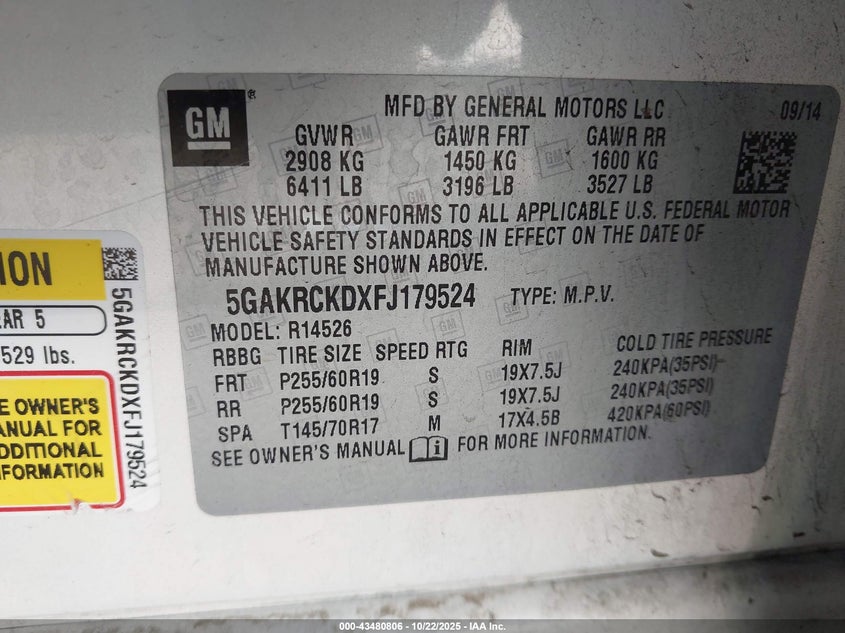 GM
®
MFD BY GENERAL MOTORS LLC 09/14
GVWR GAWR FRT GAWR RR
2908 KG 1450 KG 1600 KG
6411 LB 3196 LB 3527 LB
THIS VEHICLE CONFORMS TO ALL APPLICABLE U.S. FEDERAL MOTOR
VEHICLE SAFETY STANDARDS IN EFFECT ON THE DATE OF
MANUFACTURE SHOWN ABOVE.
5GAKRCKDXFJ179524 TYPE: M.P.V.
MODEL: R14526
RBBG TIRE SIZE SPEED RTG RIM COLD TIRE PRESSURE
FRT P255/60R19 S 19X7.5J 240KPA(35PSI)
RR P255/60R19 S 19X7.5J 240KPA(35PSI)
SPA T145/70R17 M 17X4.5B 420KPA(60PSI)
SEE OWNER'S MANUAL i FOR MORE INFORMATION.
ION
AR 5
529 lbs.
E OWNER'S
ANUAL FOR
DDITIONAL
NFORMATION
5GAKRCKDXFJ179524
000-43480806 - 10/22/2025 - IAA Inc.